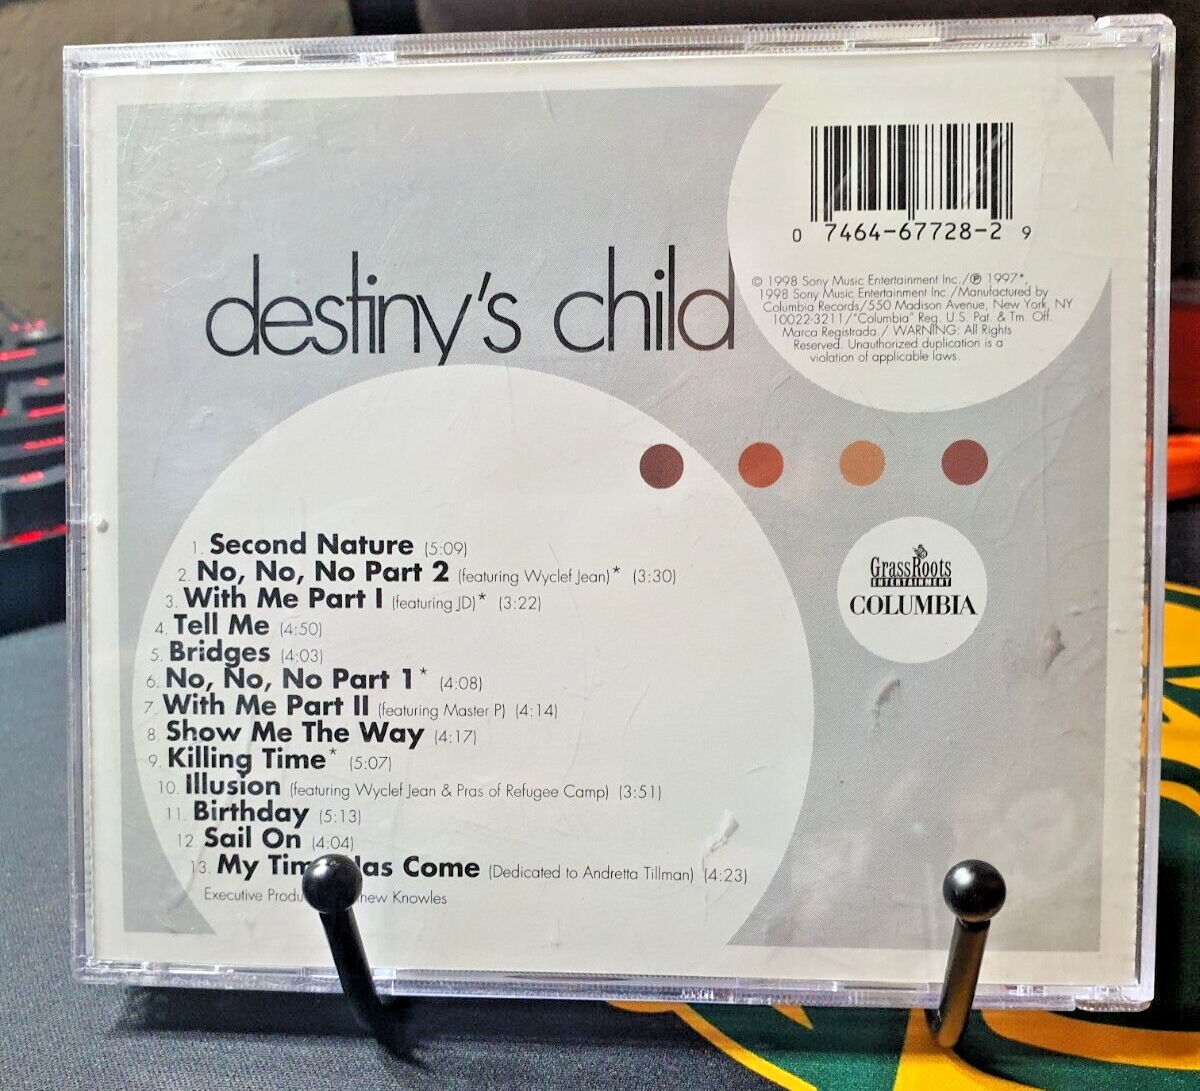 0 7464-67728-2 9
destiny's child
© 1998 Sony Music Entertainment Inc./℗ 1997*,
1998 Sony Music Entertainment Inc./Manufactured by
Columbia Records/550 Madison Avenue, New York, NY
10022-3211/"Columbia" Reg. U.S. Pat. & Tm. Off.
Marca Registrada./ WARNING: All Rights
Reserved. Unauthorized duplication is a
violation of applicable laws.
1. Second Nature (5:09)
2. No, No, No Part 2 (featuring Wyclef Jean)* (3:30)
3. With Me Part I (featuring JD)* (3:22)
4. Tell Me (4:50)
5. Bridges (4:03)
6. No, No, No Part 1* (4:08)
7. With Me Part II (featuring Master P) (4:14)
8. Show Me The Way (4:17)
9. Killing Time* (5:07)
10. Illusion (featuring Wyclef Jean & Pras of Refugee Camp) (3:51)
11. Birthday (5:13)
12. Sail On (4:04)
13. My Come (Dedicated to Andretta Tillman) (4:23)
Executive Knowles
GrassRoots
ENTERTAINMENT
COLUMBIA